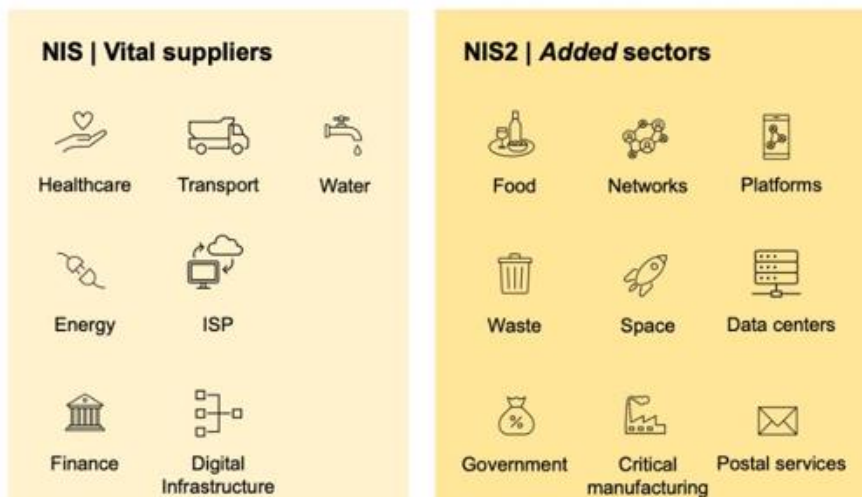 NIS | Vital suppliers
Healthcare
Transport
Water
Energy
ISP
Finance
Digital
Infrastructure
NIS2 | Added sectors
Food
Networks
Platforms
Waste
Space
Data centers
%
Government
Critical
manufacturing
Postal services